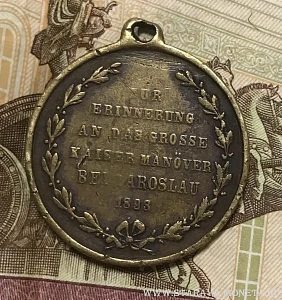 ZUR
ERINNERUNG
AN DAS GROSSE
KAISER MANÖVER
BEI JAROSLAU
1893